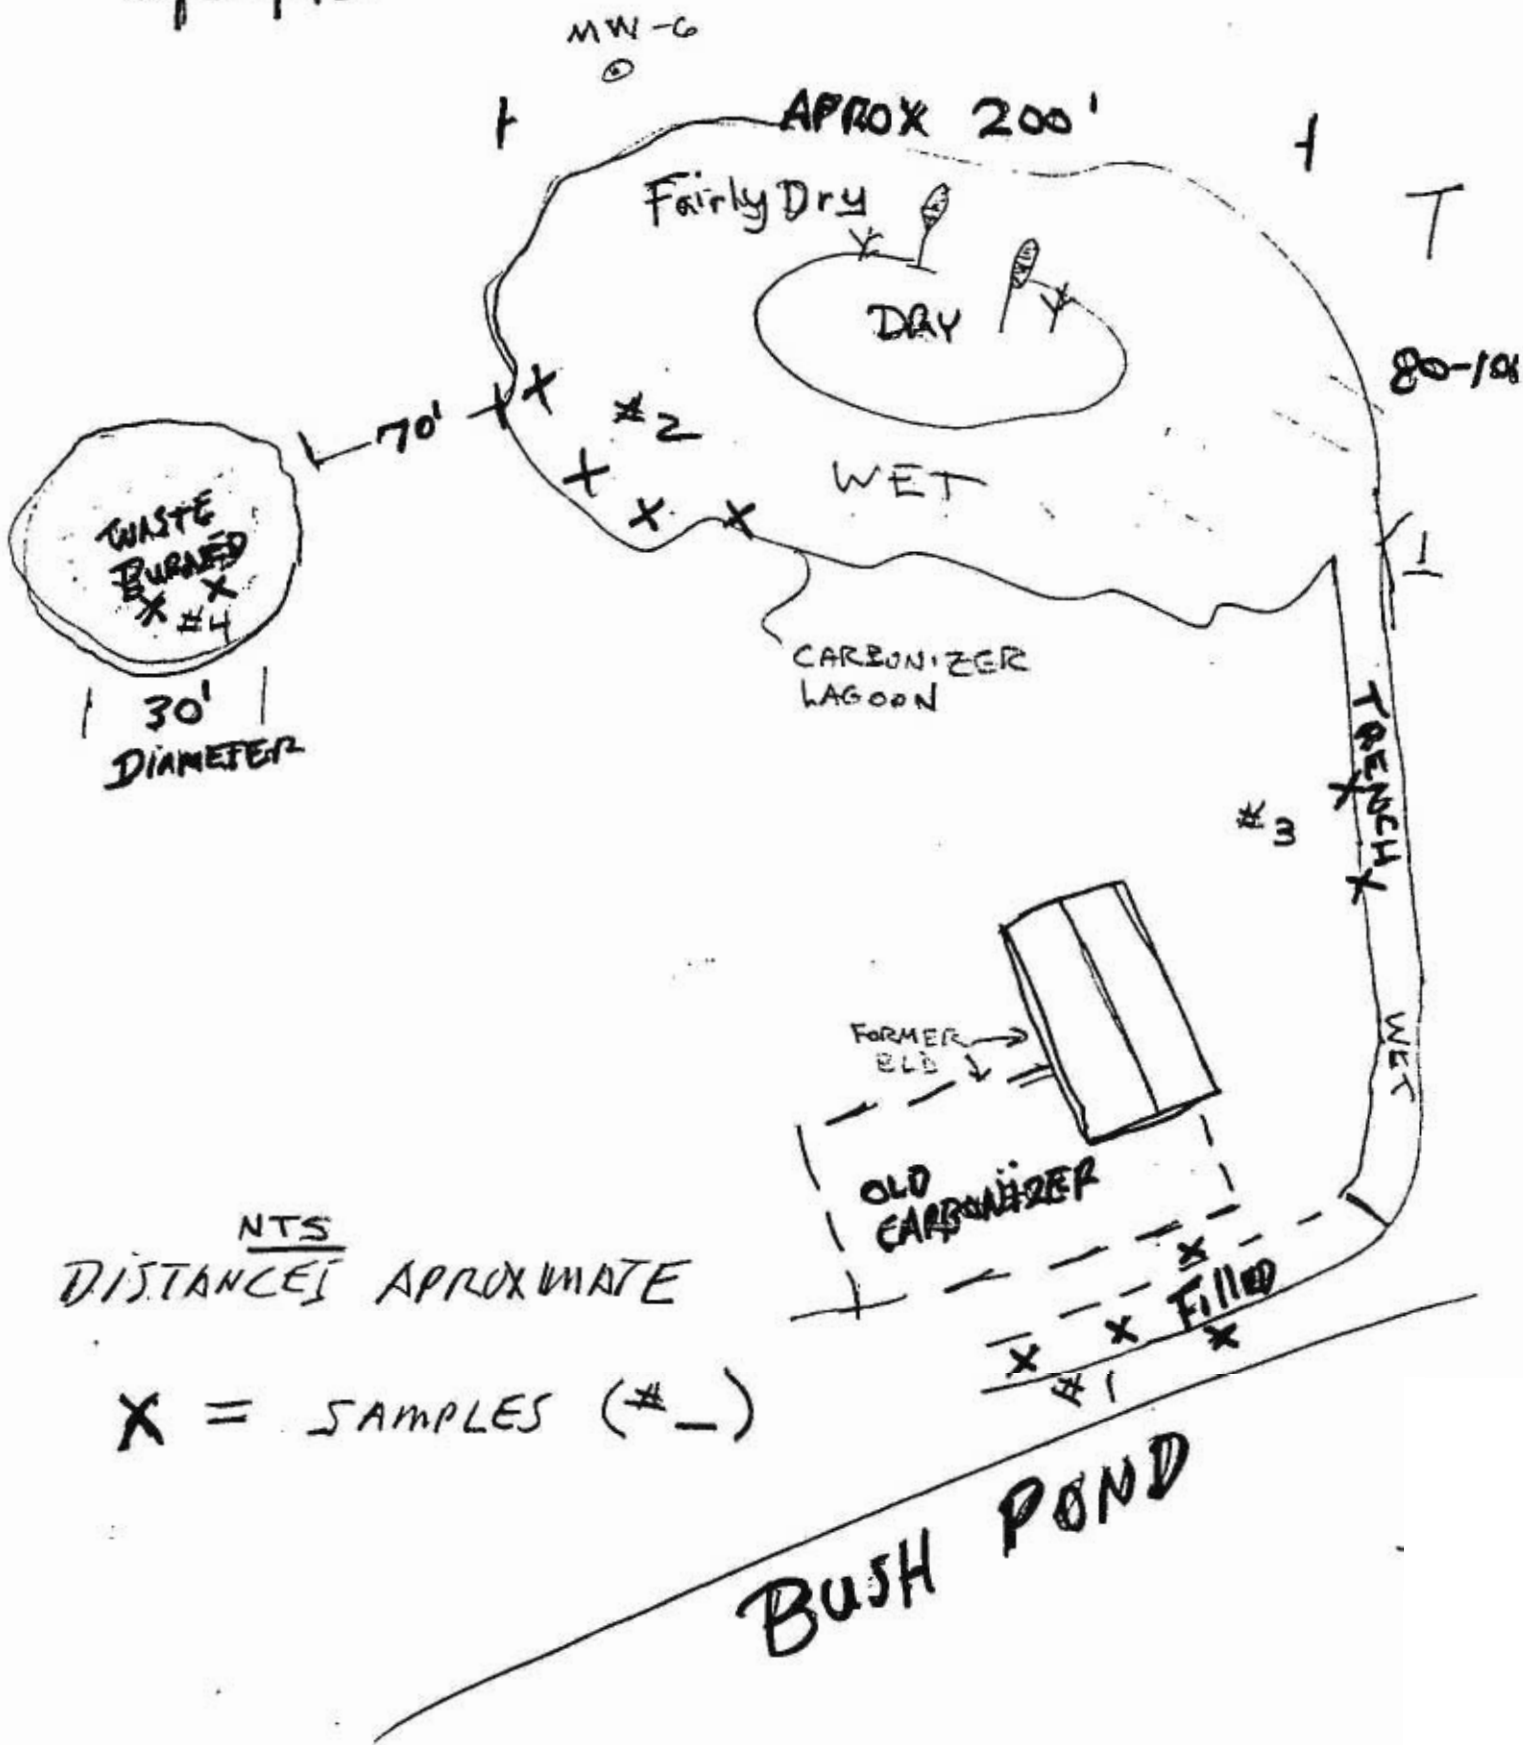 MW-6
APROX 200'
Fairly Dry
DRY
80-10
70'
#2
WET
WASTE
BURNED
#4
CARBONIZER
LAGOON
30'
DIAMETER
TRENCH
#3
WET
FORMER
BLD
OLD
CARBONIZER
NTS
DISTANCES APROXIMATE
Filled
#1
X = SAMPLES (#_)
BUSH POND